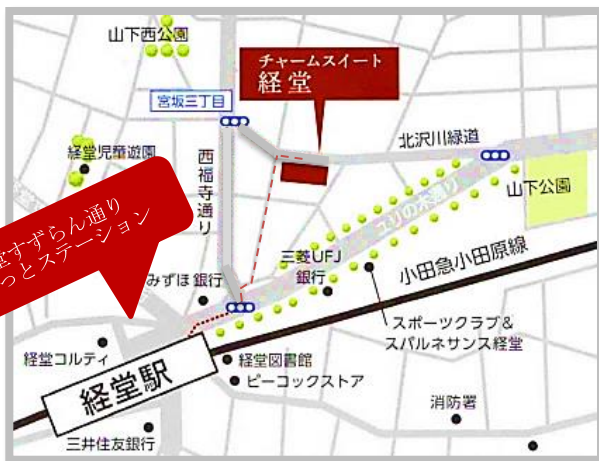 山下西公園
チャームスイート
経堂
宮坂三丁目
北沢川緑道
経堂児童遊園
西福寺通り
山下公園
ユリの木通り
堂すずらん通り
っとステーション
三菱UFJ
銀行
みずほ銀行
小田急小田原線
スポーツクラブ&
スパルネサンス経堂
経堂コルティ
経堂図書館
経堂駅
ピーコックストア
消防署
三井住友銀行